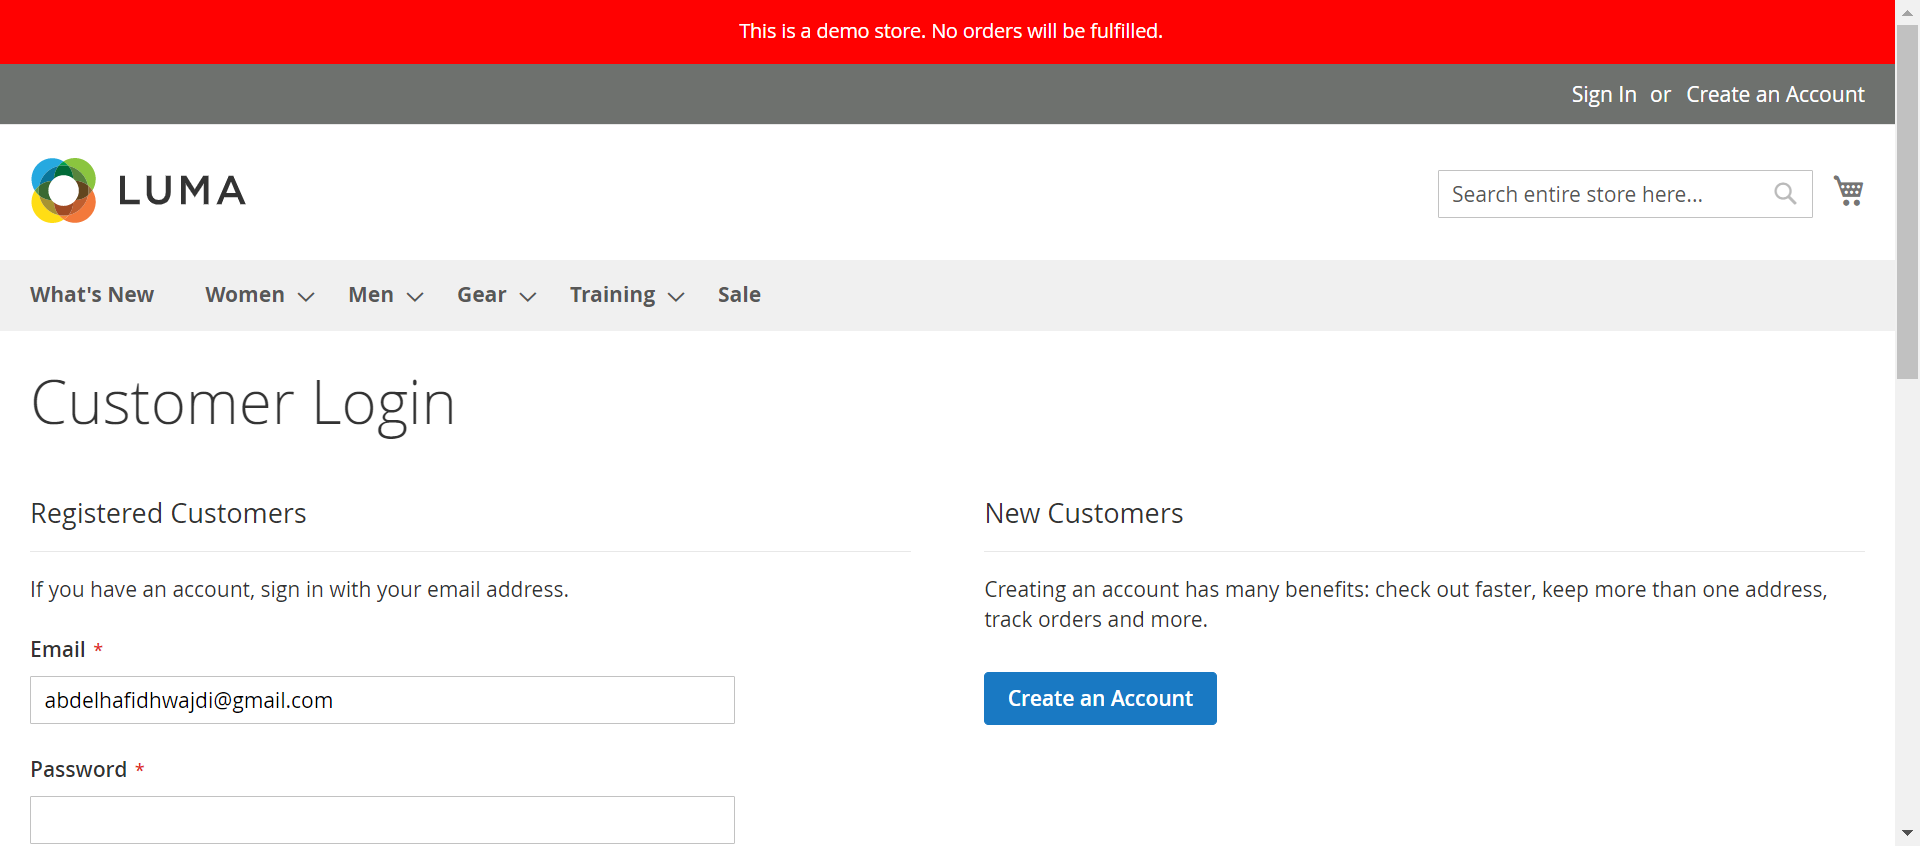 This is a demo store. No orders will be fulfilled.
Sign In or Create an Account
LUMA
Search entire store here...
What's New Women Men Gear Training Sale
Customer Login
Registered Customers
If you have an account, sign in with your email address.
Email *
abdelhafidhwajdi@gmail.com
Password *
New Customers
Creating an account has many benefits: check out faster, keep more than one address,
track orders and more.
Create an Account